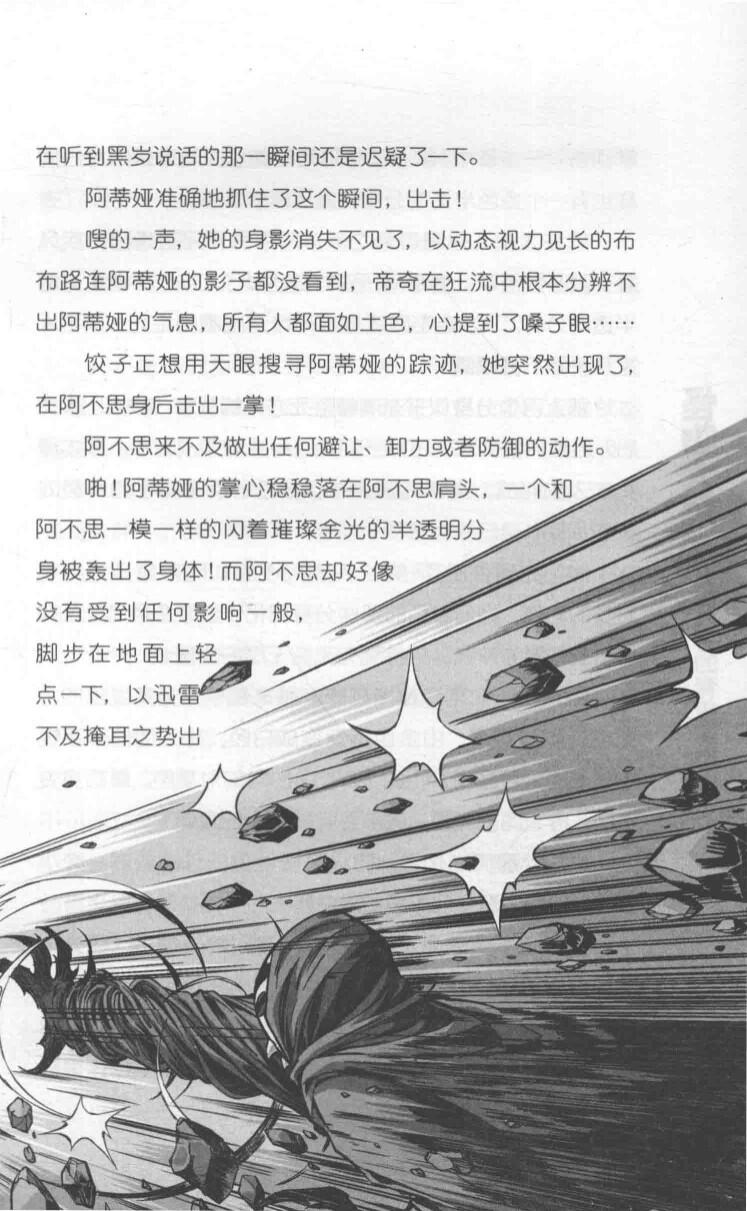 在听到黑岁说话的那一瞬间还是迟疑了一下。
阿蒂娅准确地抓住了这个瞬间，出击！
嗖的一声，她的身影消失不见了，以动态视力见长的布
布路连阿蒂娅的影子都没看到，帝奇在狂流中根本分辨不
出阿蒂娅的气息，所有人都面如土色，心提到了嗓子眼……
饺子正想用天眼搜寻阿蒂娅的踪迹，她突然出现了，
在阿不思身后击出一掌！
阿不思来不及做出任何避让、卸力或者防御的动作。
啪！阿蒂娅的掌心稳稳落在阿不思肩头，一个和
阿不思一模一样的闪着璀璨金光的半透明分
身被轰出了身体！而阿不思却好像
没有受到任何影响一般，
脚步在地面上轻
点一下，以迅雷
不及掩耳之势出